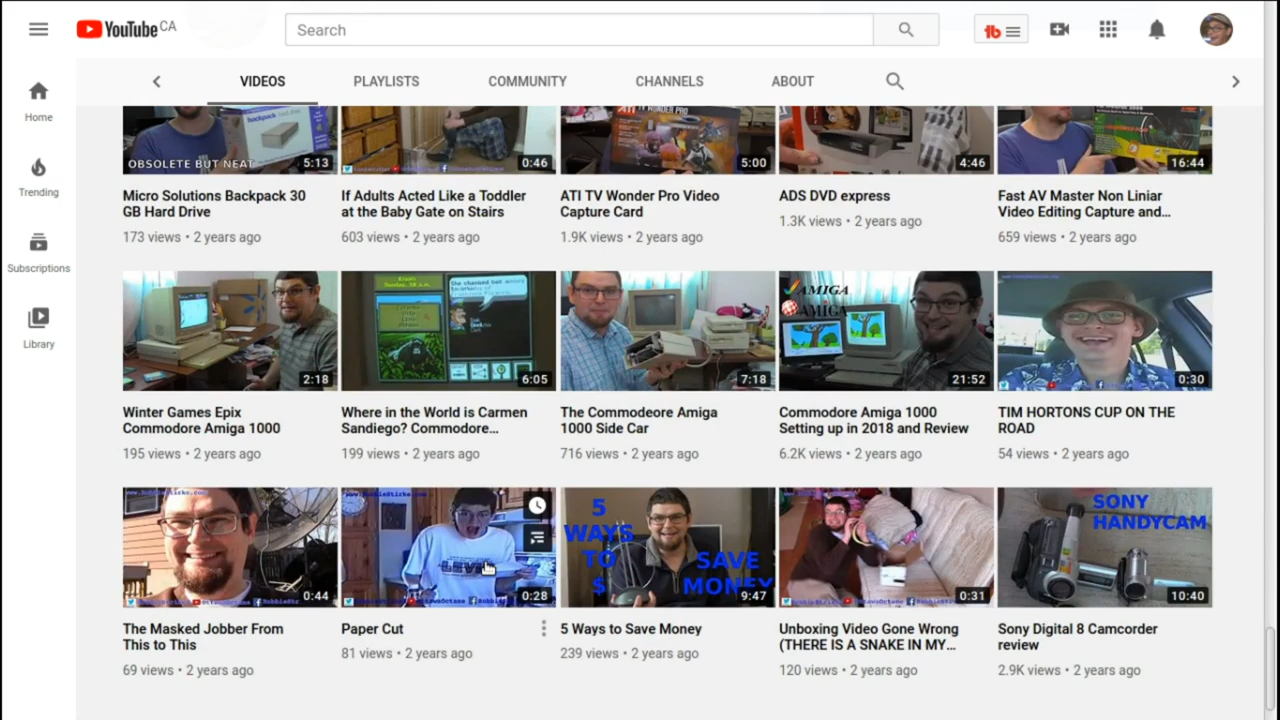 YouTube CA
Search
tb
VIDEOS PLAYLISTS COMMUNITY CHANNELS ABOUT
Home
Trending
Subscriptions
Library
backpack
OBSOLETE BUT NEAT
5:13
0:46
ATI TV WONDER PRO
5:00
4:46
16:44
Micro Solutions Backpack 30
GB Hard Drive
173 views • 2 years ago
If Adults Acted Like a Toddler
at the Baby Gate on Stairs
603 views • 2 years ago
ATI TV Wonder Pro Video
Capture Card
1.9K views • 2 years ago
ADS DVD express
1.3K views • 2 years ago
Fast AV Master Non Liniar
Video Editing Capture and...
659 views • 2 years ago
2:18
6:05
7:18
AMIGA
AMIGA
21:52
0:30
Winter Games Epix
Commodore Amiga 1000
195 views • 2 years ago
Where in the World is Carmen
Sandiego? Commodore...
199 views • 2 years ago
The Commodeore Amiga
1000 Side Car
716 views • 2 years ago
Commodore Amiga 1000
Setting up in 2018 and Review
6.2K views • 2 years ago
TIM HORTONS CUP ON THE
ROAD
54 views • 2 years ago
0:44
0:28
5
WAYS
TO
$
SAVE
MONEY
9:47
0:31
SONY
HANDYCAM
10:40
The Masked Jobber From
This to This
69 views • 2 years ago
Paper Cut
81 views • 2 years ago
5 Ways to Save Money
239 views • 2 years ago
Unboxing Video Gone Wrong
(THERE IS A SNAKE IN MY...
120 views • 2 years ago
Sony Digital 8 Camcorder
review
2.9K views • 2 years ago